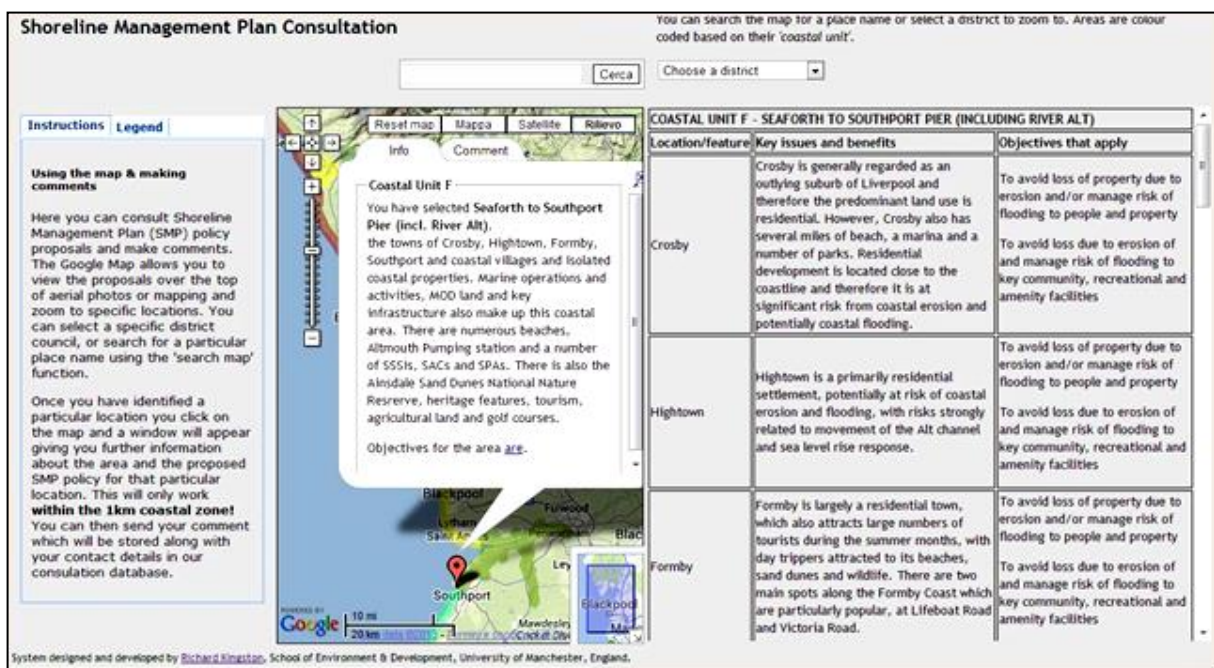 Shoreline Management Plan Consultation
You can search the map for a place name or select a district to zoom to. Areas are colour
coded based on their 'coastal unit'.
Cerca
Choose a district
Instructions Legend
Using the map & making
comments
Here you can consult Shoreline
Management Plan (SMP) policy
proposals and make comments.
The Google Map allows you to
view the proposals over the top
of aerial photos or mapping and
zoom to specific locations. You
can select a specific district
council, or search for a particular
place name using the 'search map'
function.
Once you have identified a
particular location you click on
the map and a window will appear
giving you further information
about the area and the proposed
SMP policy for that particular
location. This will only work
within the 1km coastal zone!
You can then send your comment
which will be stored along with
your contact details in our
consulation database.
Reset map Mappa Satellite Rilievo
Info Comment
Coastal Unit F
You have selected Seaforth to Southport
Pier (incl. River Alt).
the towns of Crosby, Hightown, Formby,
Southport and coastal villages and isolated
coastal properties. Marine operations and
activities, MOD land and key
infrastructure also make up this coastal
area. There are numerous beaches,
Altmouth Pumping station and a number
of SSSIs, SACs and SPAs. There is also the
Ainsdale Sand Dunes National Nature
Resrerve, heritage features, tourism,
agricultural land and golf courses.
Objectives for the area are.
Blackpool
Fulwood
Lytham
Saint Annes
Blac
Ley
Southport
Blackpool
Mawdesley
POWERED BY
Google
10 mi
20 km
COASTAL UNIT F - SEAFORTH TO SOUTHPORT PIER (INCLUDING RIVER ALT)
Location/feature Key issues and benefits Objectives that apply
Crosby
Crosby is generally regarded as an
outlying suburb of Liverpool and
therefore the predominant land use is
residential. However, Crosby also has
several miles of beach, a marina and a
number of parks. Residential
development is located close to the
coastline and therefore it is at
significant risk from coastal erosion and
potentially coastal flooding.
To avoid loss of property due to
erosion and/or manage risk of
flooding to people and property
To avoid loss due to erosion of
and manage risk of flooding to
key community, recreational and
amenity facilities
Hightown
Hightown is a primarily residential
settlement, potentially at risk of coastal
erosion and flooding, with risks strongly
related to movement of the Alt channel
and sea level rise response.
To avoid loss of property due to
erosion and/or manage risk of
flooding to people and property
To avoid loss due to erosion of
and manage risk of flooding to
key community, recreational and
amenity facilities
Formby
Formby is largely a residential town,
which also attracts large numbers of
tourists during the summer months, with
day trippers attracted to its beaches,
sand dunes and wildlife. There are two
main spots along the Formby Coast which
are particularly popular, at Lifeboat Road
and Victoria Road.
To avoid loss of property due to
erosion and/or manage risk of
flooding to people and property
To avoid loss due to erosion of
and manage risk of flooding to
key community, recreational and
amenity facilities
System designed and developed by Richard Kingston, School of Environment & Development, University of Manchester, England.